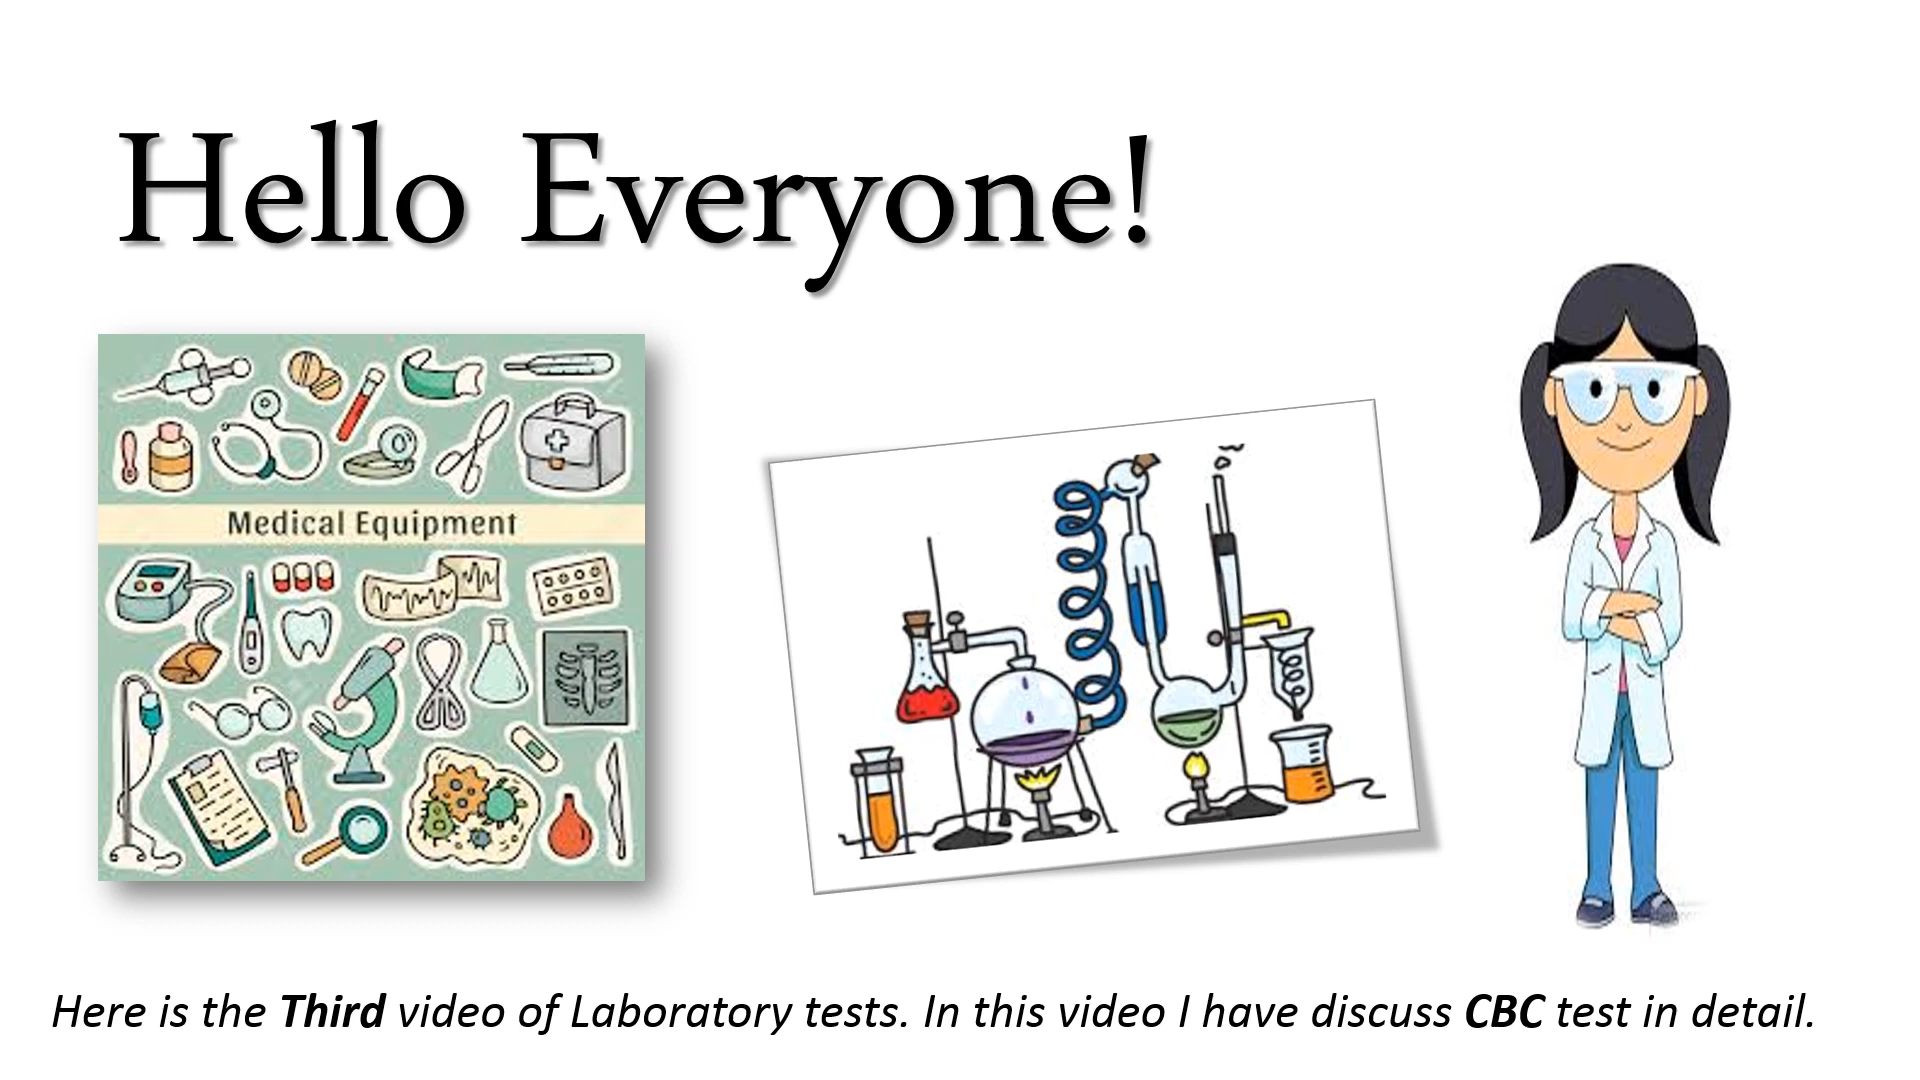 Hello Everyone!
Medical Equipment
Here is the Third video of Laboratory tests. In this video I have discuss CBC test in detail.